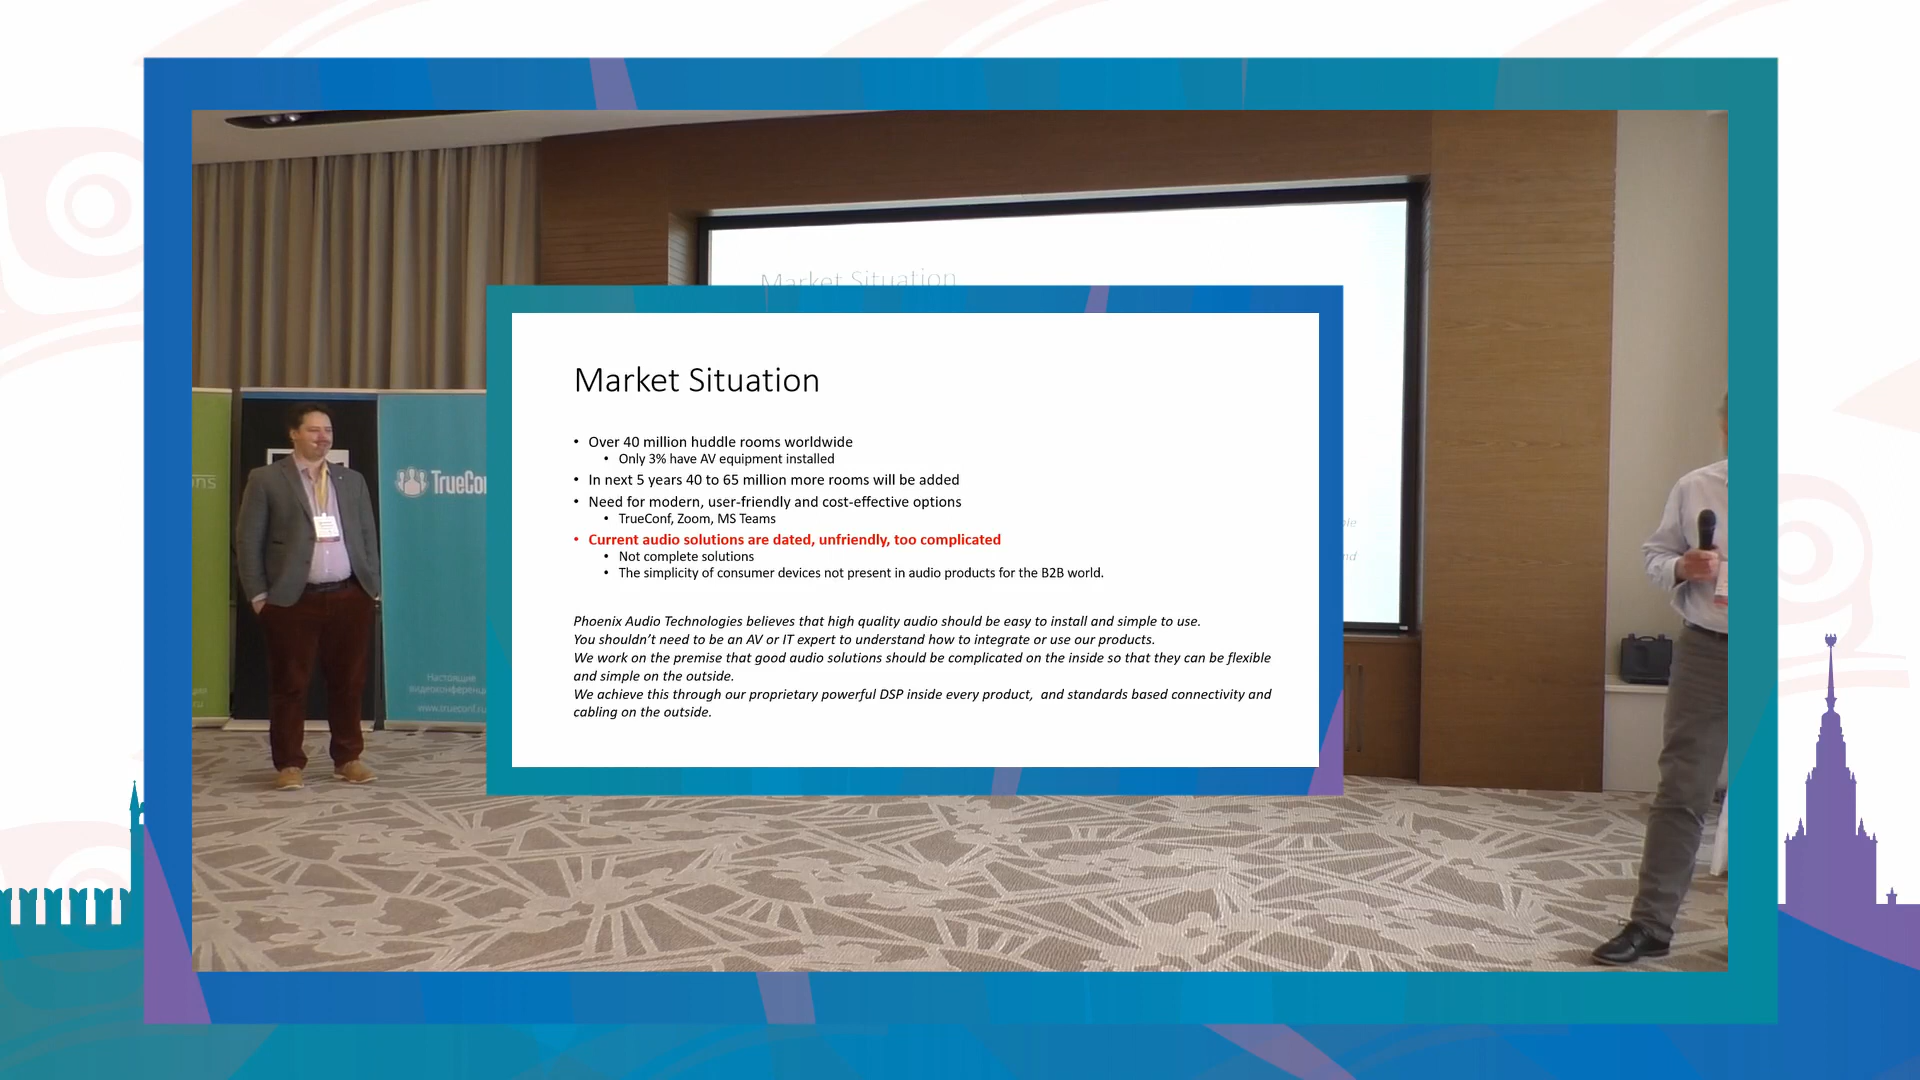 Market Situation
Market Situation
• Over 40 million huddle rooms worldwide
• Only 3% have AV equipment installed
• In next 5 years 40 to 65 million more rooms will be added
• Need for modern, user-friendly and cost-effective options
• TrueConf, Zoom, MS Teams
• Current audio solutions are dated, unfriendly, too complicated
• Not complete solutions
• The simplicity of consumer devices not present in audio products for the B2B world.
Phoenix Audio Technologies believes that high quality audio should be easy to install and simple to use.
You shouldn't need to be an AV or IT expert to understand how to integrate or use our products.
We work on the premise that good audio solutions should be complicated on the inside so that they can be flexible
and simple on the outside.
We achieve this through our proprietary powerful DSP inside every product, and standards based connectivity and
cabling on the outside.
TrueCo
Настоящая
видеоконференц
www.trueconf.ru